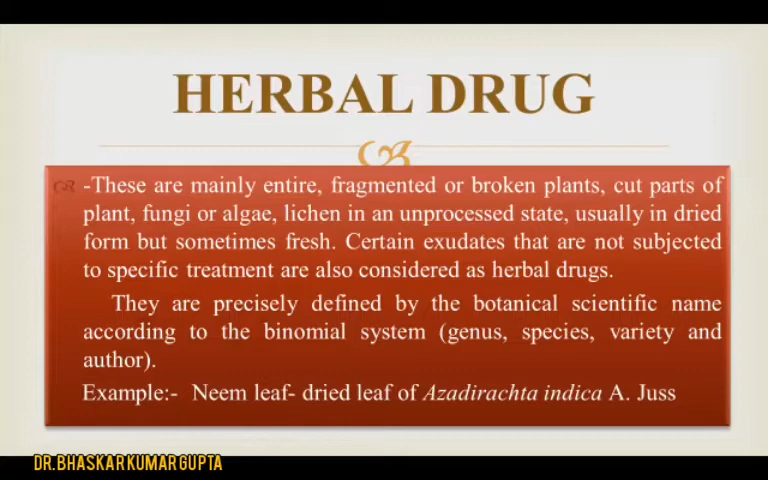 HERBAL DRUG
-These are mainly entire, fragmented or broken plants, cut parts of
plant, fungi or algae, lichen in an unprocessed state, usually in dried
form but sometimes fresh. Certain exudates that are not subjected
to specific treatment are also considered as herbal drugs.
They are precisely defined by the botanical scientific name
according to the binomial system (genus, species, variety and
author).
Example:- Neem leaf- dried leaf of Azadirachta indica A. Juss
DR.BHASKAR KUMAR GUPTA